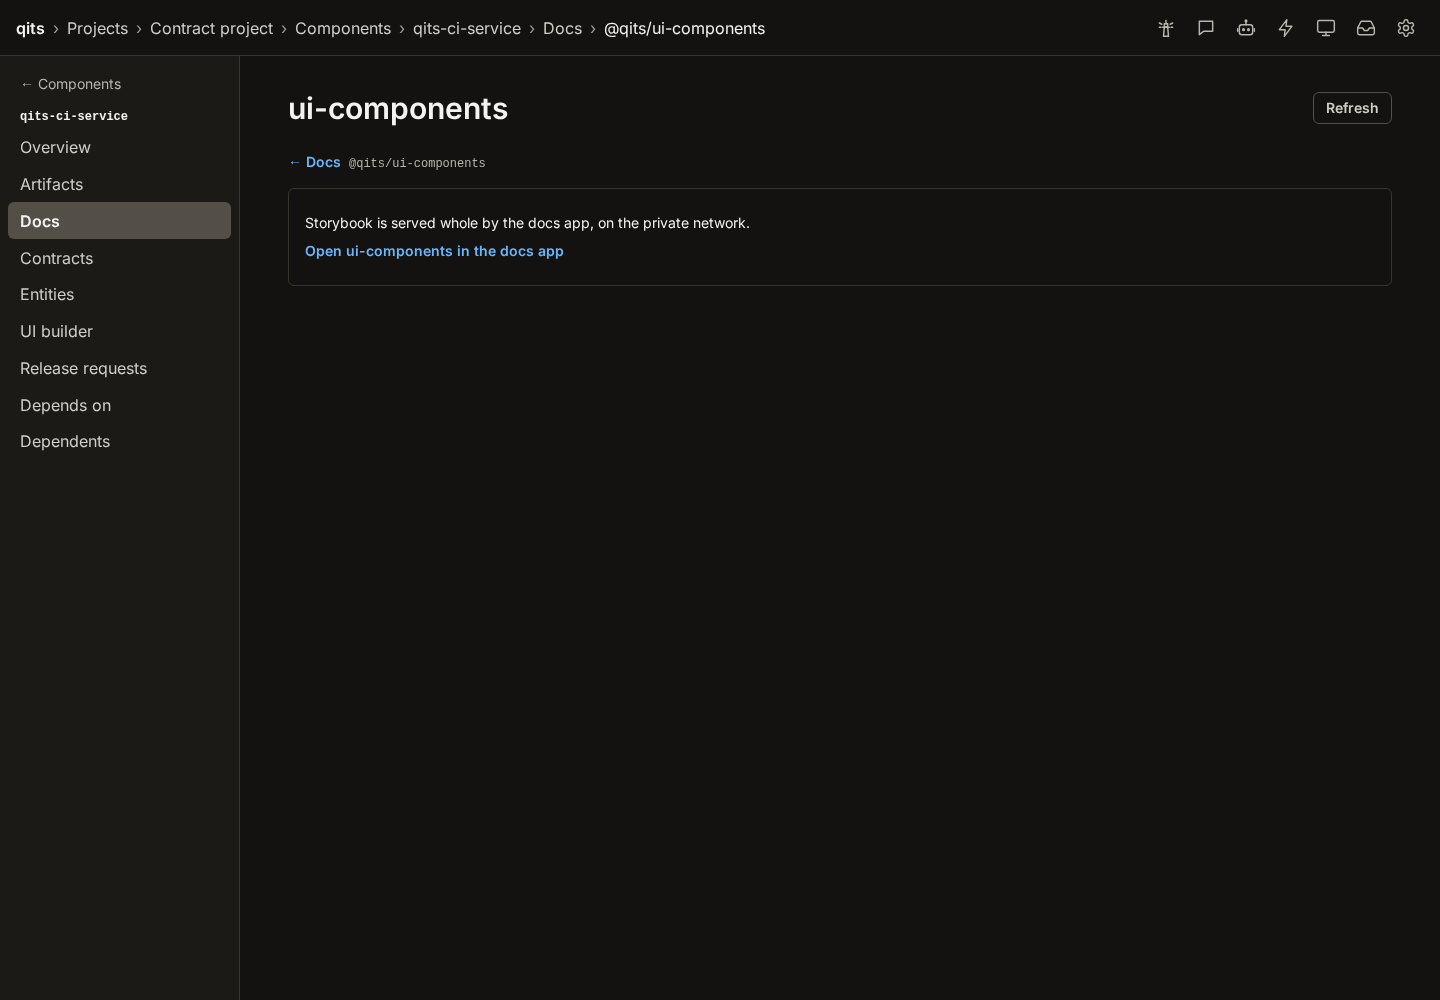 qits › Projects › Contract project › Components › qits-ci-service › Docs › @qits/ui-components
← Components
qits-ci-service
Overview
Artifacts
Docs
Contracts
Entities
UI builder
Release requests
Depends on
Dependents
ui-components
Refresh
← Docs @qits/ui-components
Storybook is served whole by the docs app, on the private network.
Open ui-components in the docs app